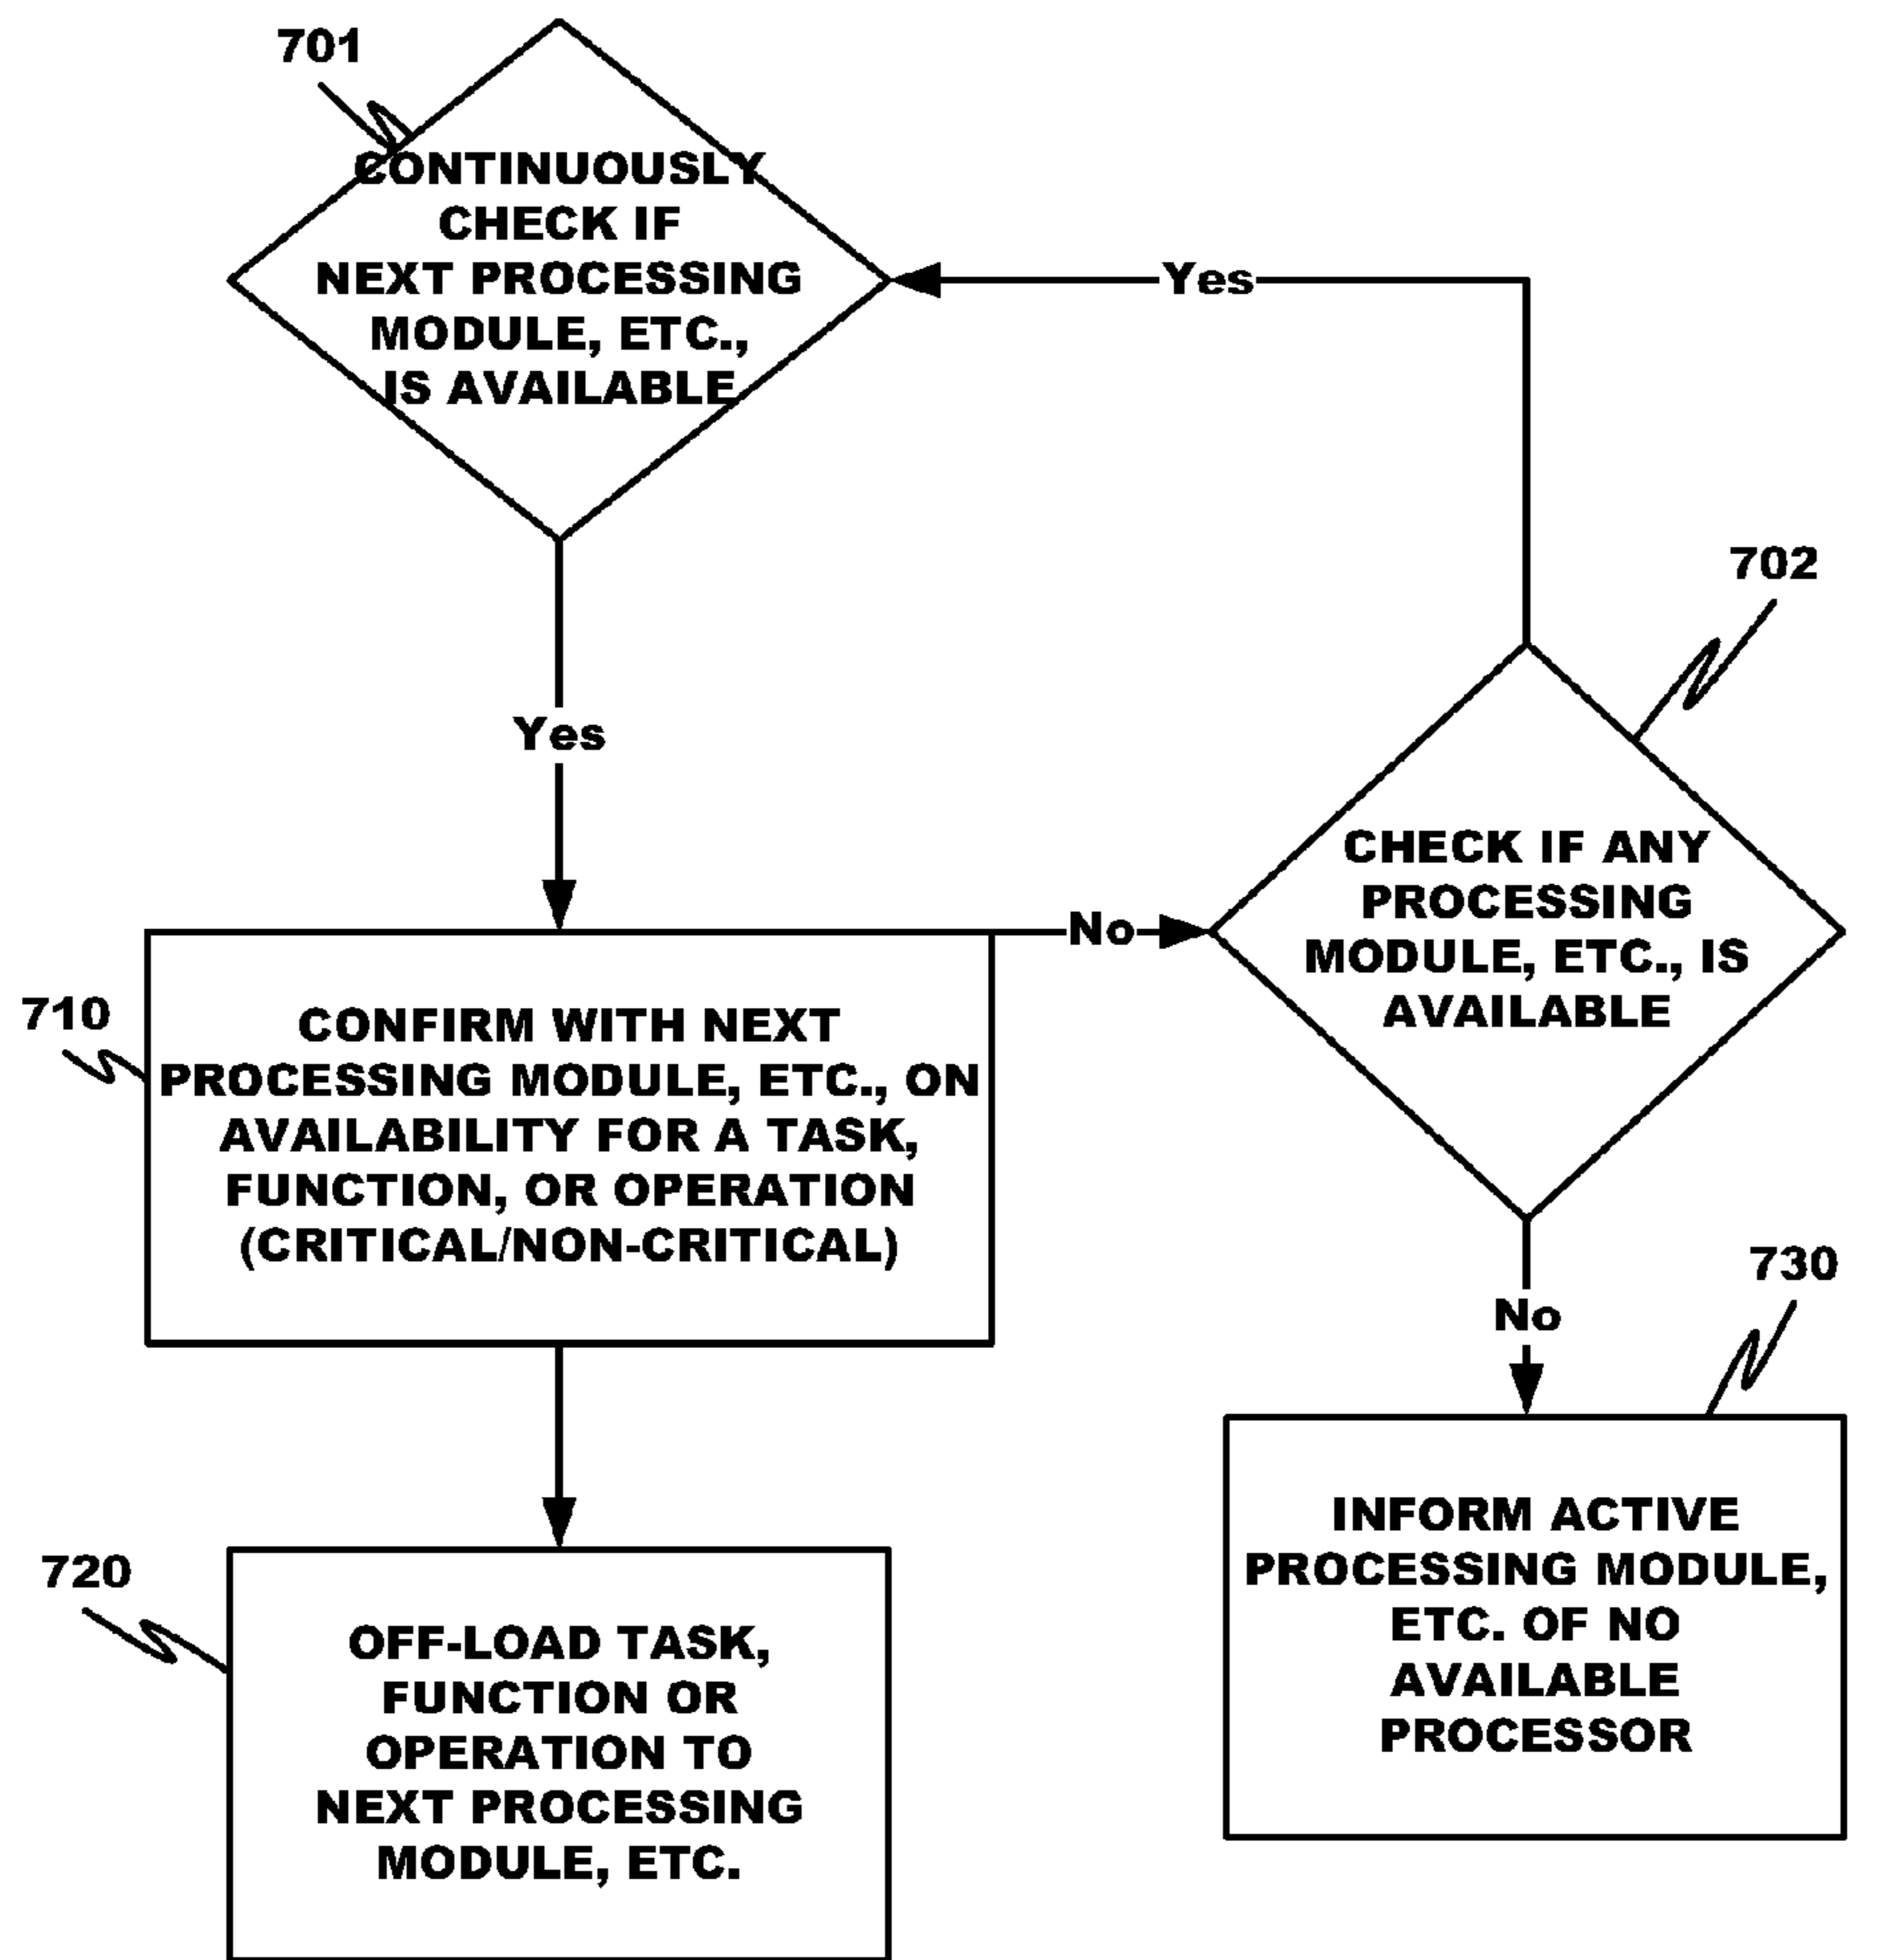 701
CONTINUOUSLY
CHECK IF
NEXT PROCESSING
MODULE, ETC.,
IS AVAILABLE
Yes
702
Yes
CHECK IF ANY
PROCESSING
MODULE, ETC., IS
AVAILABLE
No
710
CONFIRM WITH NEXT
PROCESSING MODULE, ETC., ON
AVAILABILITY FOR A TASK,
FUNCTION, OR OPERATION
(CRITICAL/NON-CRITICAL)
730
No
INFORM ACTIVE
PROCESSING MODULE,
ETC. OF NO
AVAILABLE
PROCESSOR
720
OFF-LOAD TASK,
FUNCTION OR
OPERATION TO
NEXT PROCESSING
MODULE, ETC.